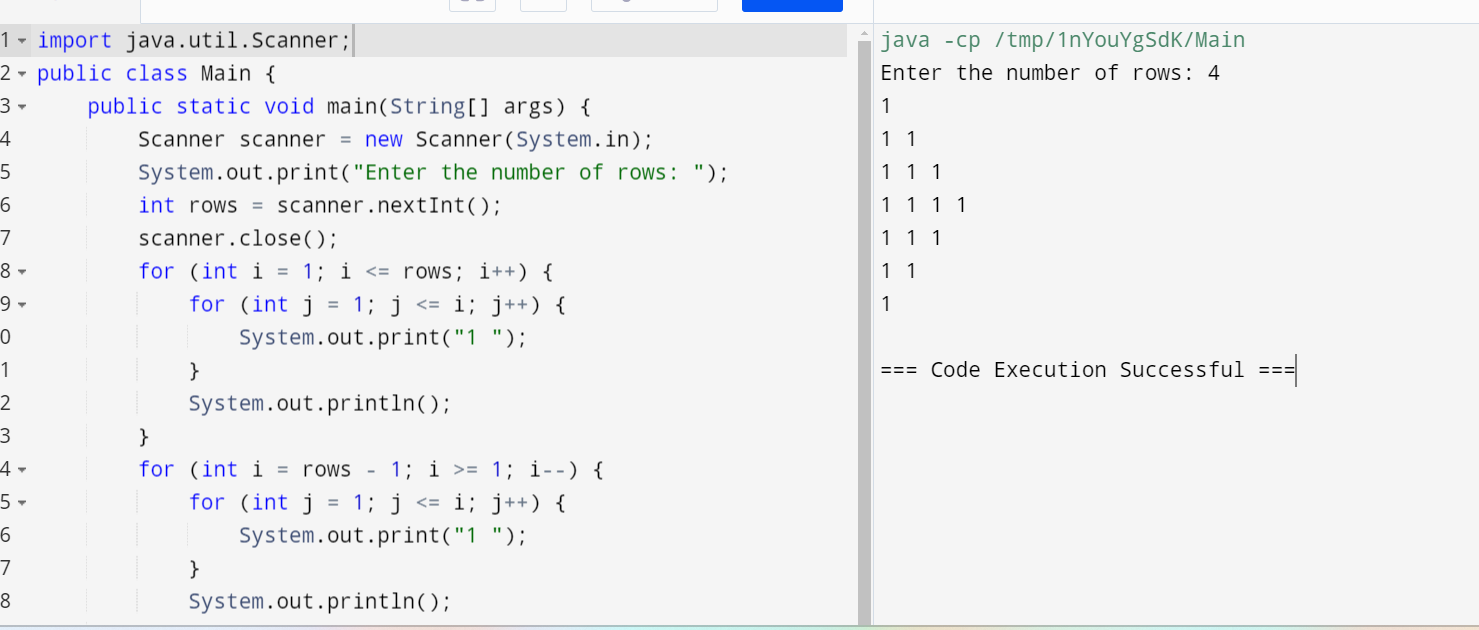 1 import java.util.Scanner;
2 public class Main {
3 public static void main(String[] args) {
4 Scanner scanner = new Scanner(System.in);
5 System.out.print("Enter the number of rows: ");
6 int rows = scanner.nextInt();
7 scanner.close();
8 for (int i = 1; i <= rows; i++) {
9 for (int j = 1; j <= i; j++) {
0 System.out.print("1 ");
1 }
2 System.out.println();
3 }
4 for (int i = rows - 1; i >= 1; i--) {
5 for (int j = 1; j <= i; j++) {
6 System.out.print("1 ");
7 }
8 System.out.println();
java -cp /tmp/1nYouYgSdK/Main
Enter the number of rows: 4
1
1 1
1 1 1
1 1 1 1
1 1 1
1 1
1
=== Code Execution Successful ===